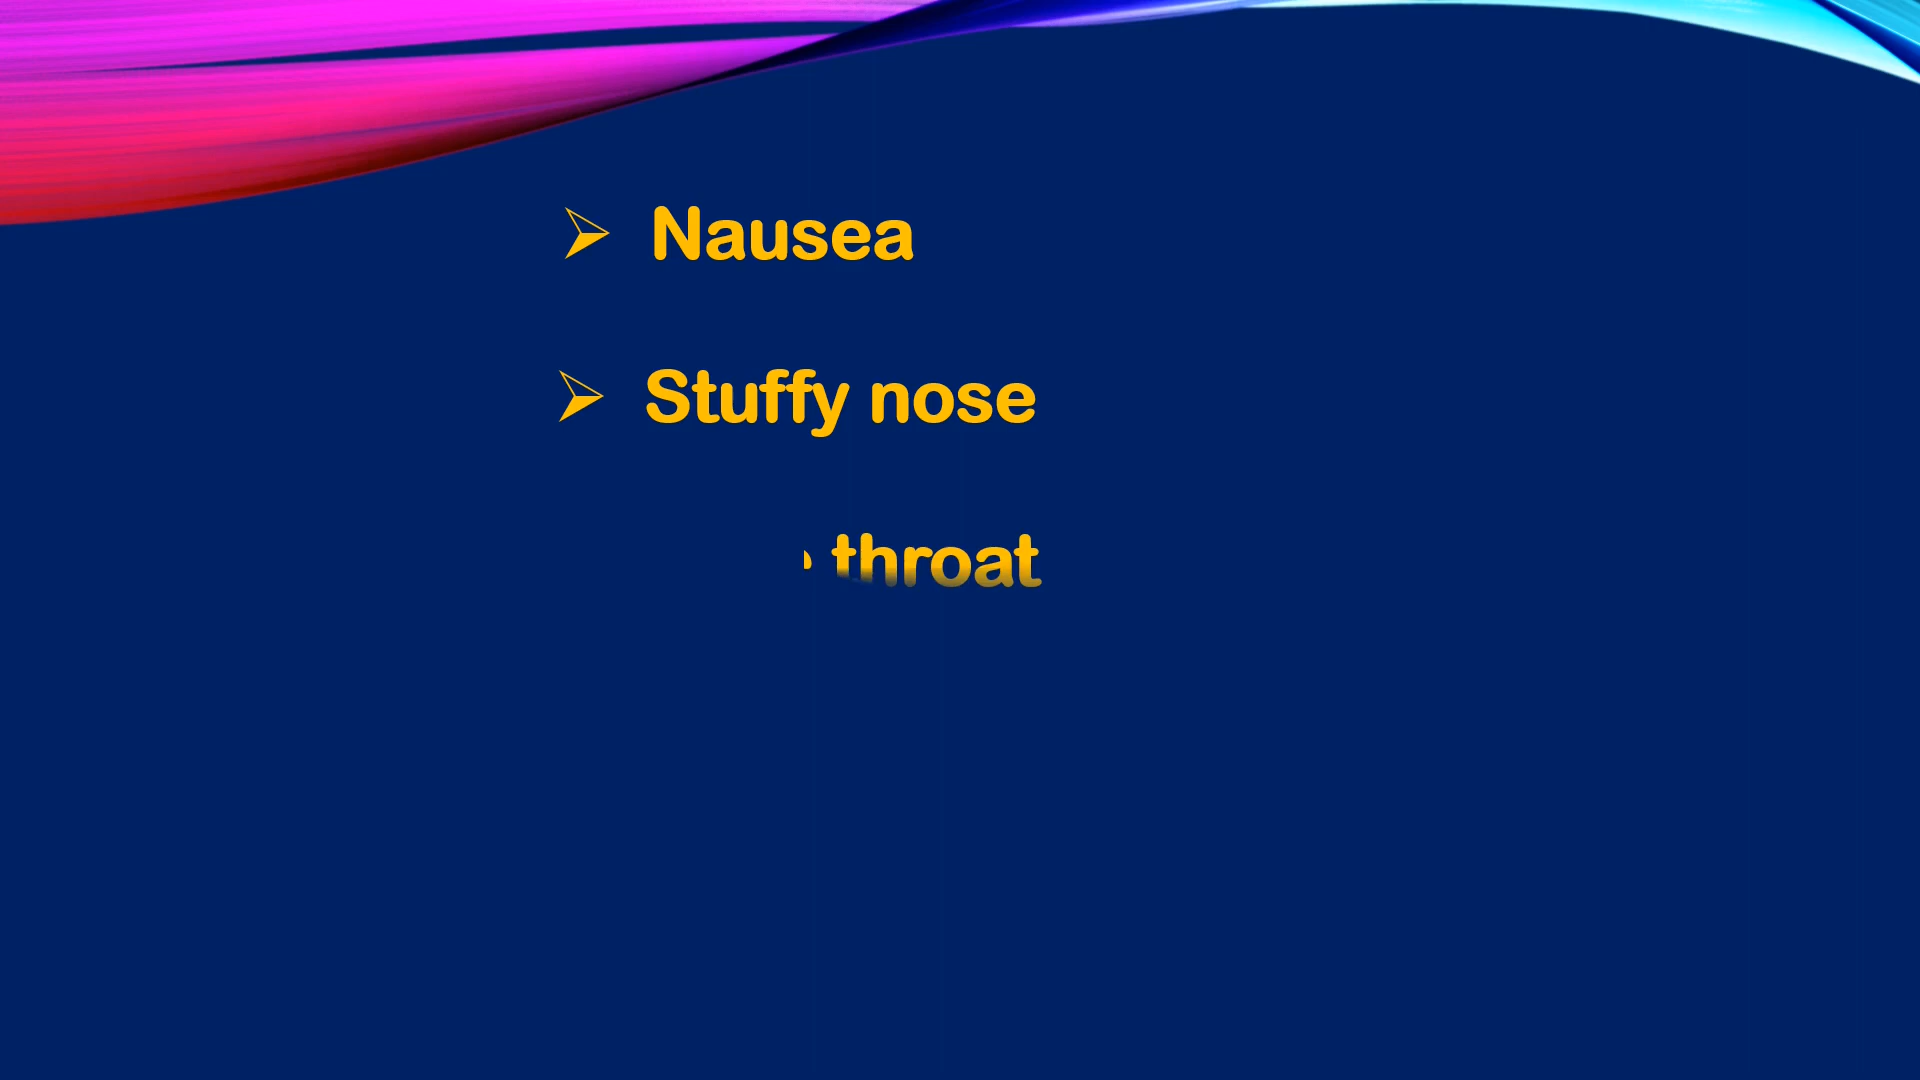 ➢ Nausea
➢ Stuffy nose
throat